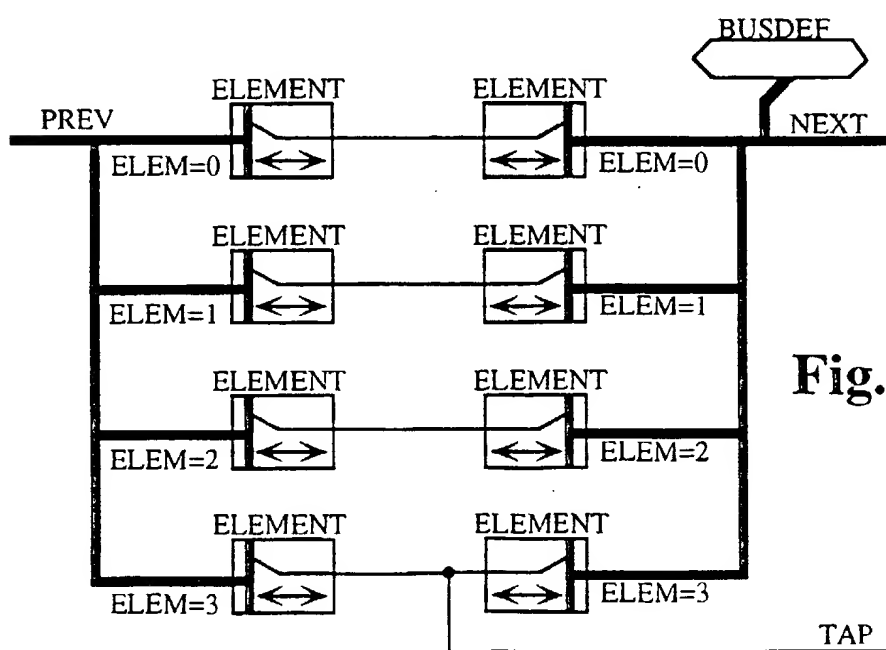 BUSDEF
ELEMENT ELEMENT
PREV NEXT
ELEM=0 ELEM=0
ELEMENT ELEMENT
ELEM=1 ELEM=1
Fig.
ELEMENT ELEMENT
ELEM=2 ELEM=2
ELEMENT ELEMENT
ELEM=3 ELEM=3
TAP